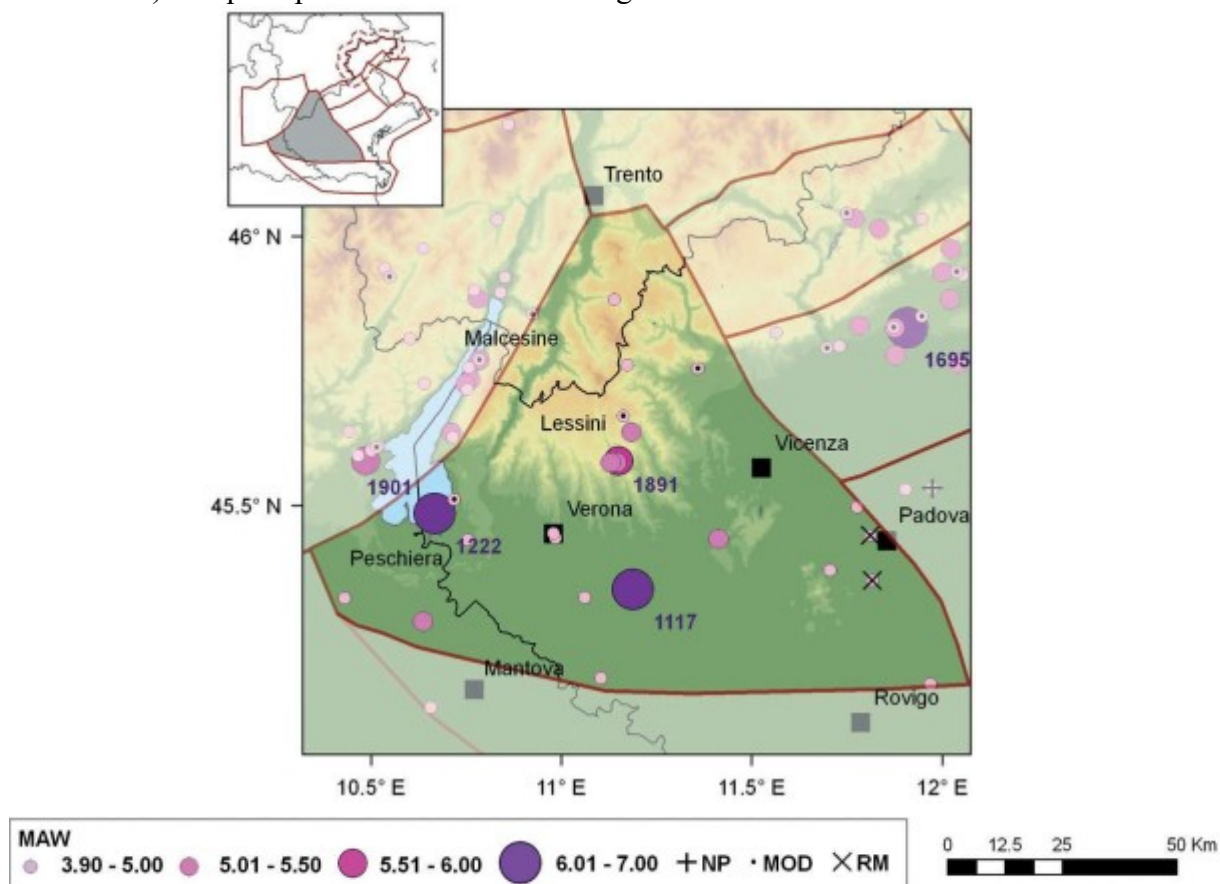 Trento
46° N
Malcesine
1695
Lessini
Vicenza
1901
1891
45.5° N
Verona
Padova
1222
Peschiera
1117
Mantova
Rovigo
10.5° E 11° E 11.5° E 12° E
MAW
3.90 - 5.00 5.01 - 5.50 5.51 - 6.00 6.01 - 7.00 NP MOD RM
0 12.5 25 50 Km